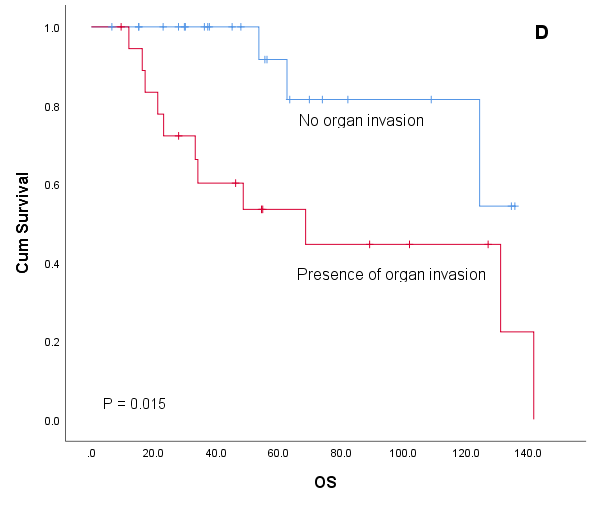 D
1.0
0.8
0.6
0.4
0.2
0.0
Cum Survival
No organ invasion
Presence of organ invasion
P = 0.015
.0 20.0 40.0 60.0 80.0 100.0 120.0 140.0
OS